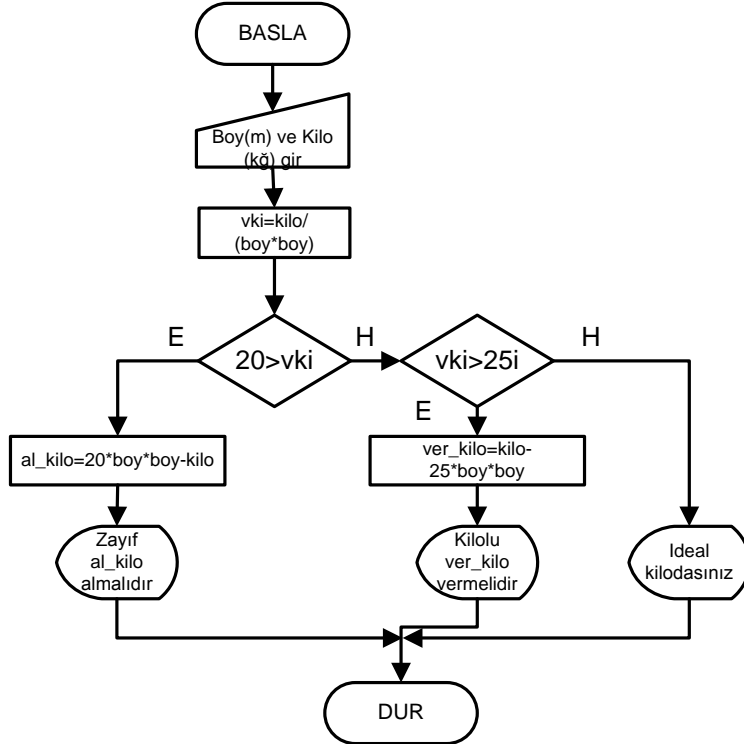 BASLA
Boy(m) ve Kilo
(kğ) gir
vki=kilo/
(boy*boy)
E
20>vki
H
vki>25i
H
E
al_kilo=20*boy*boy-kilo
ver_kilo=kilo-
25*boy*boy
Zayıf
al_kilo
almalıdır
Kilolu
ver_kilo
vermelidir
Ideal
kilodasınız
DUR